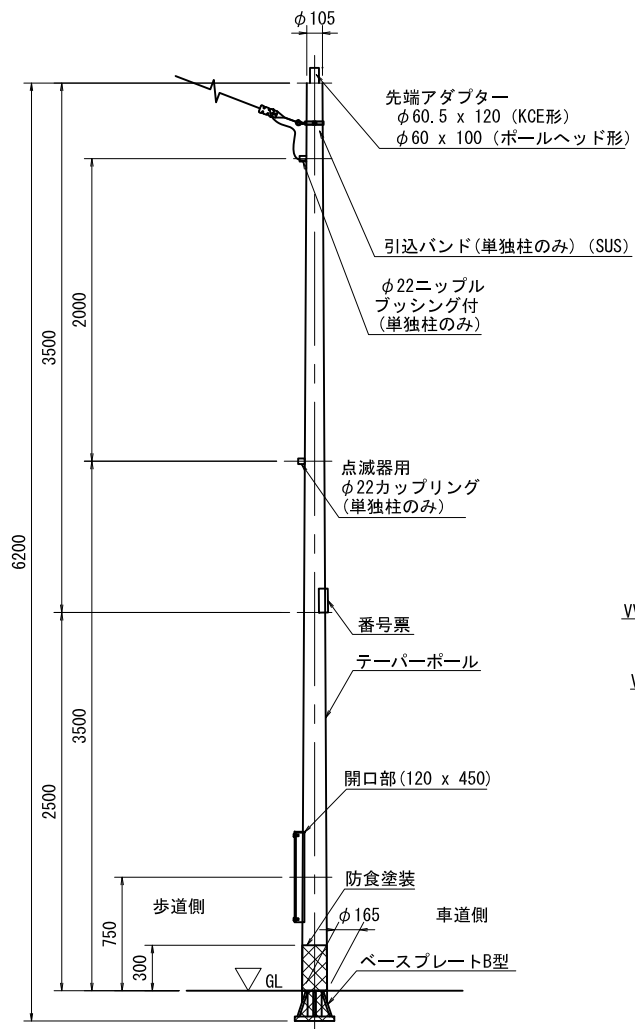 φ105
先端アダプター
φ60.5 x 120 (KCE形)
φ60 x 100 (ポールヘッド形)
引込バンド(単独柱のみ) (SUS)
φ22ニップル
ブッシング付
(単独柱のみ)
2000
3500
点滅器用
φ22カップリング
(単独柱のみ)
6200
番号票
テーパーポール
3500
2500
開口部(120 x 450)
防食塗装
歩道側
φ165
車道側
750
300
GL
ベースプレートB型